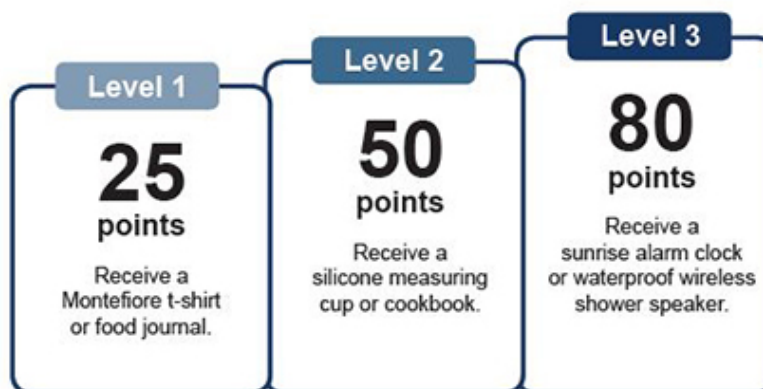 Level 1
25
points
Receive a
Montefiore t-shirt
or food journal.
Level 2
50
points
Receive a
silicone measuring
cup or cookbook.
Level 3
80
points
Receive a
sunrise alarm clock
or waterproof wireless
shower speaker.